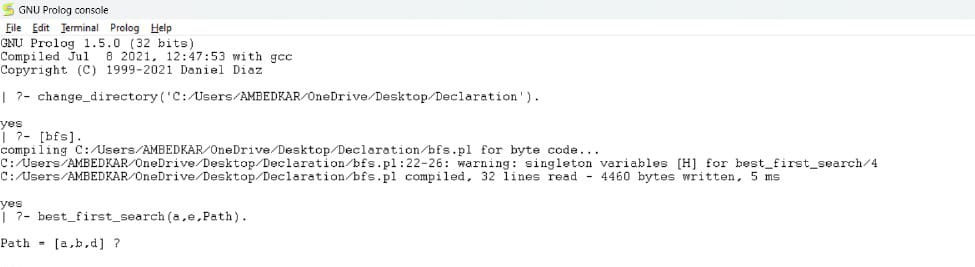 GNU Prolog console
File Edit Terminal Prolog Help
GNU Prolog 1.5.0 (32 bits)
Compiled Jul  8 2021, 12:47:53 with gcc
Copyright (C) 1999-2021 Daniel Diaz
| ?- change_directory('C:/Users/AMBEDKAR/OneDrive/Desktop/Declaration').
yes
| ?- [bfs].
compiling C:/Users/AMBEDKAR/OneDrive/Desktop/Declaration/bfs.pl for byte code...
C:/Users/AMBEDKAR/OneDrive/Desktop/Declaration/bfs.pl:22-26: warning: singleton variables [H] for best_first_search/4
C:/Users/AMBEDKAR/OneDrive/Desktop/Declaration/bfs.pl compiled, 32 lines read - 4460 bytes written, 5 ms
yes
| ?- best_first_search(a,e,Path).
Path = [a,b,d] ?